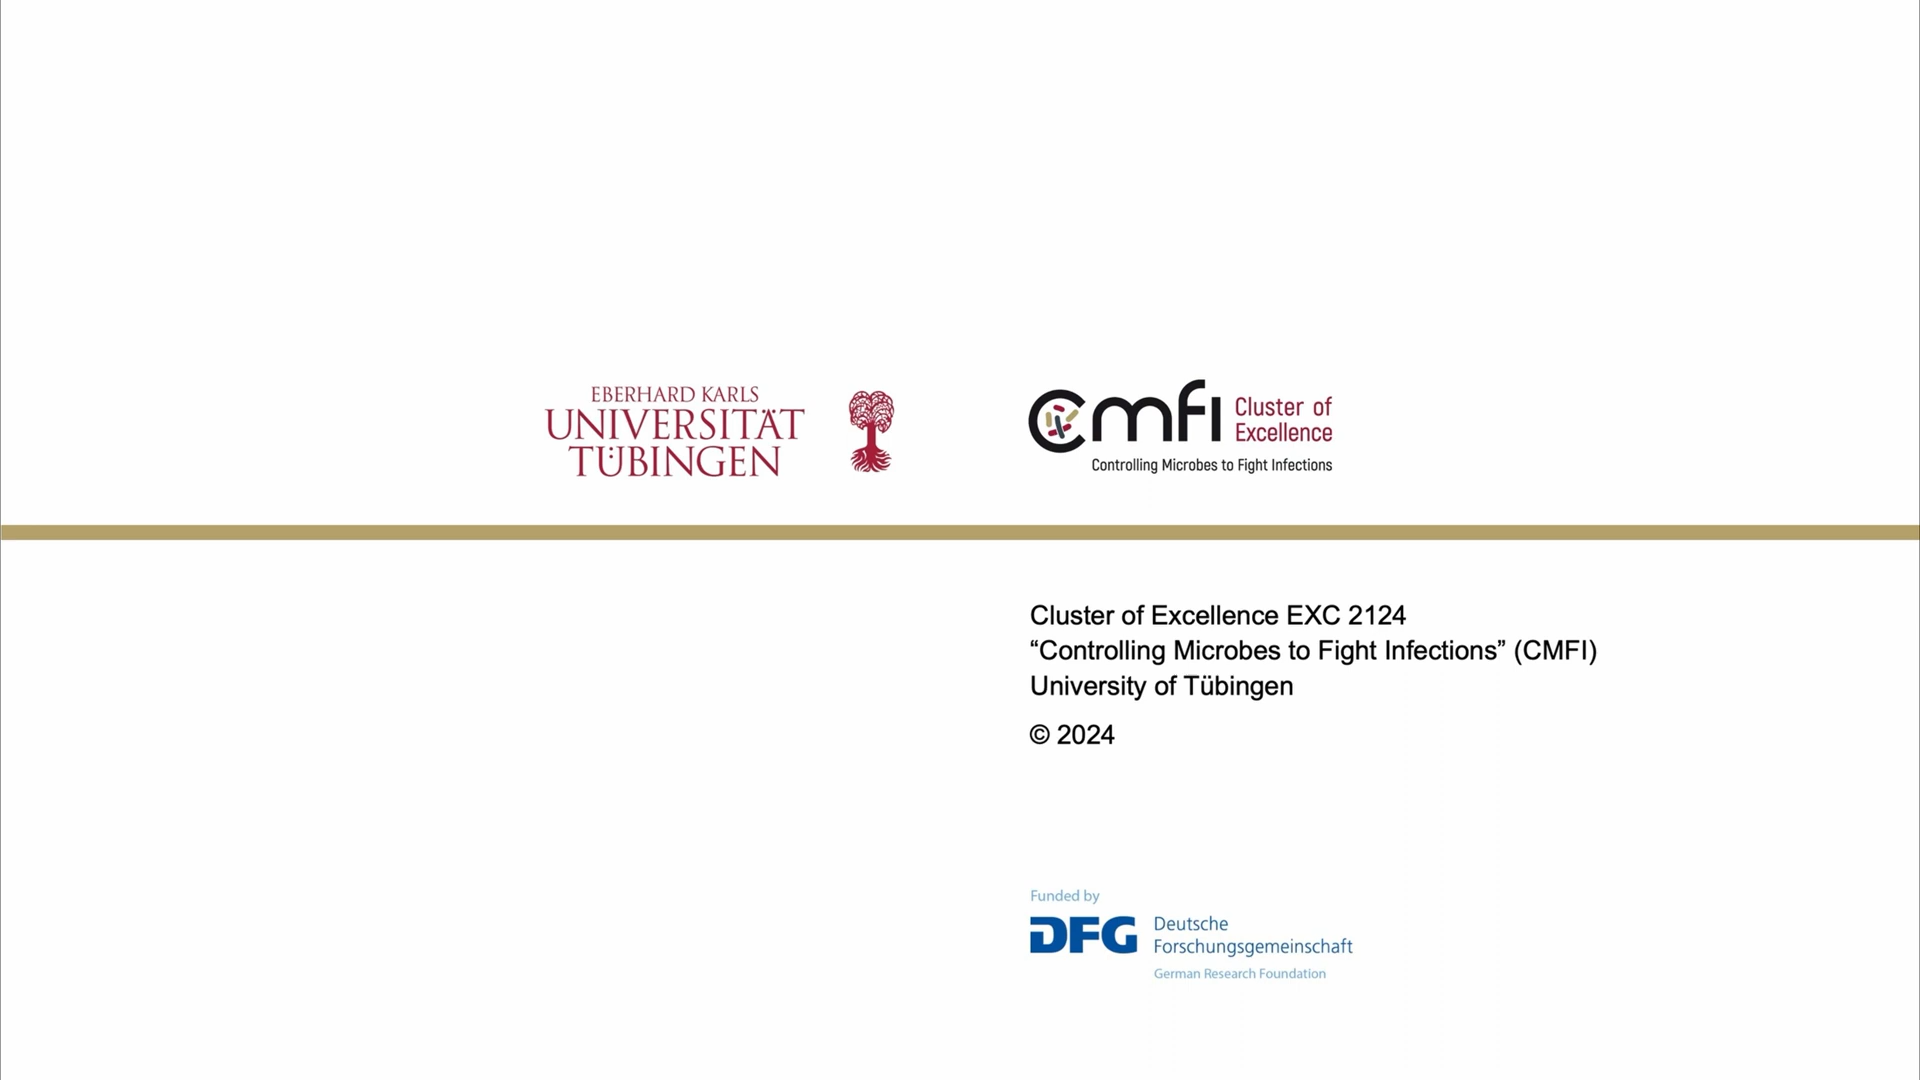 EBERHARD KARLS
UNIVERSITÄT
TÜBINGEN
cmfi Cluster of
Excellence
Controlling Microbes to Fight Infections
Cluster of Excellence EXC 2124
“Controlling Microbes to Fight Infections” (CMFI)
University of Tübingen
© 2024
Funded by
DFG Deutsche
Forschungsgemeinschaft
German Research Foundation